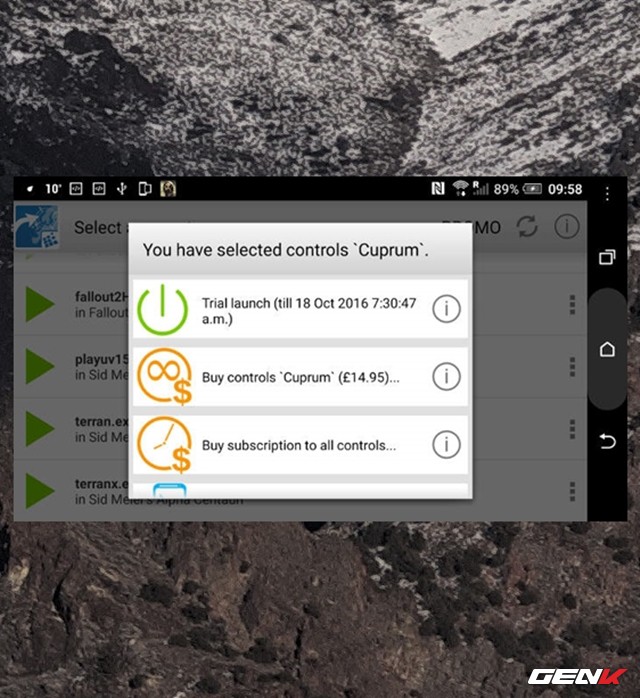 10°
89%
09:58
Select a
PROMO
You have selected controls `Cuprum`.
fallout2H
in Fallou
Trial launch (till 18 Oct 2016 7:30:47
a.m.)
playuv15
in Sid Me
Buy controls `Cuprum` (£14.95)...
terran.ex
in Sid Me
Buy subscription to all controls...
terranx.e
in Sid Meier's Alpha Centauri
GENK